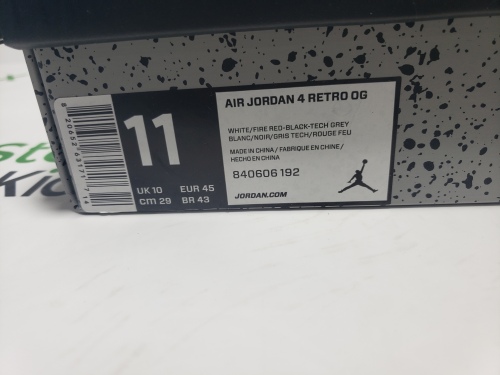 AIR JORDAN 4 RETRO OG
WHITE/FIRE RED-BLACK-TECH GREY
BLANC/NOIR/GRIS TECH/ROUGE FEU
MADE IN CHINA / FABRIQUE EN CHINE /
HECHO EN CHINA
B40606 192
JORDAN.COM
11
UK 10 EUR 45
CM 29 BR 43